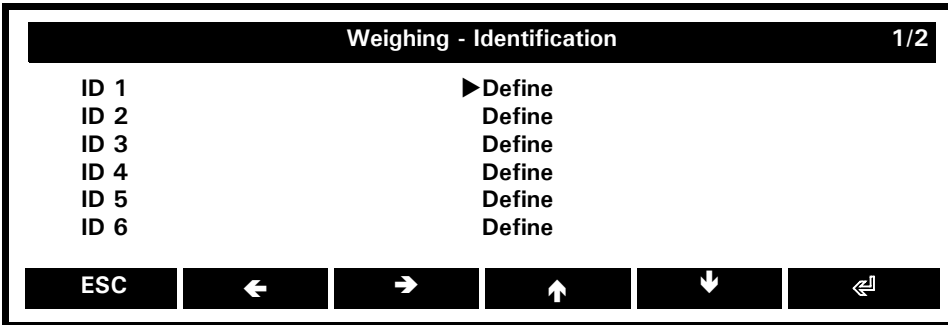 Weighing - Identification 1/2
ID 1 ▶Define
ID 2 Define
ID 3 Define
ID 4 Define
ID 5 Define
ID 6 Define
ESC ← → ↑ ↓ ↵